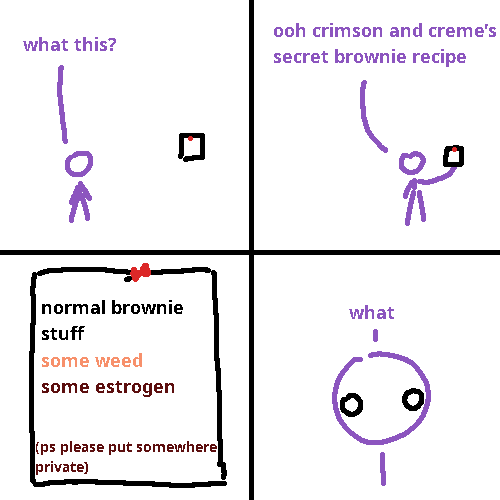 what this?
ooh crimson and creme's
secret brownie recipe
normal brownie
stuff
some weed
some estrogen
(ps please put somewhere
private)
what